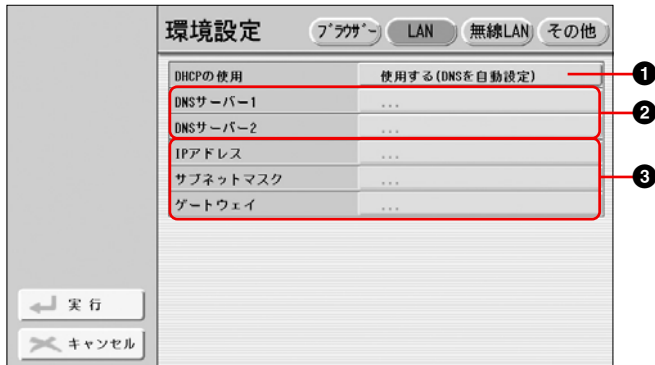 環境設定
ブラウザー LAN 無線LAN その他
DHCPの使用 使用する(DNSを自動設定) 1
DNSサーバー1 ... 2
DNSサーバー2 ...
IPアドレス ...
サブネットマスク ... 3
ゲートウェイ ...
実行
キャンセル